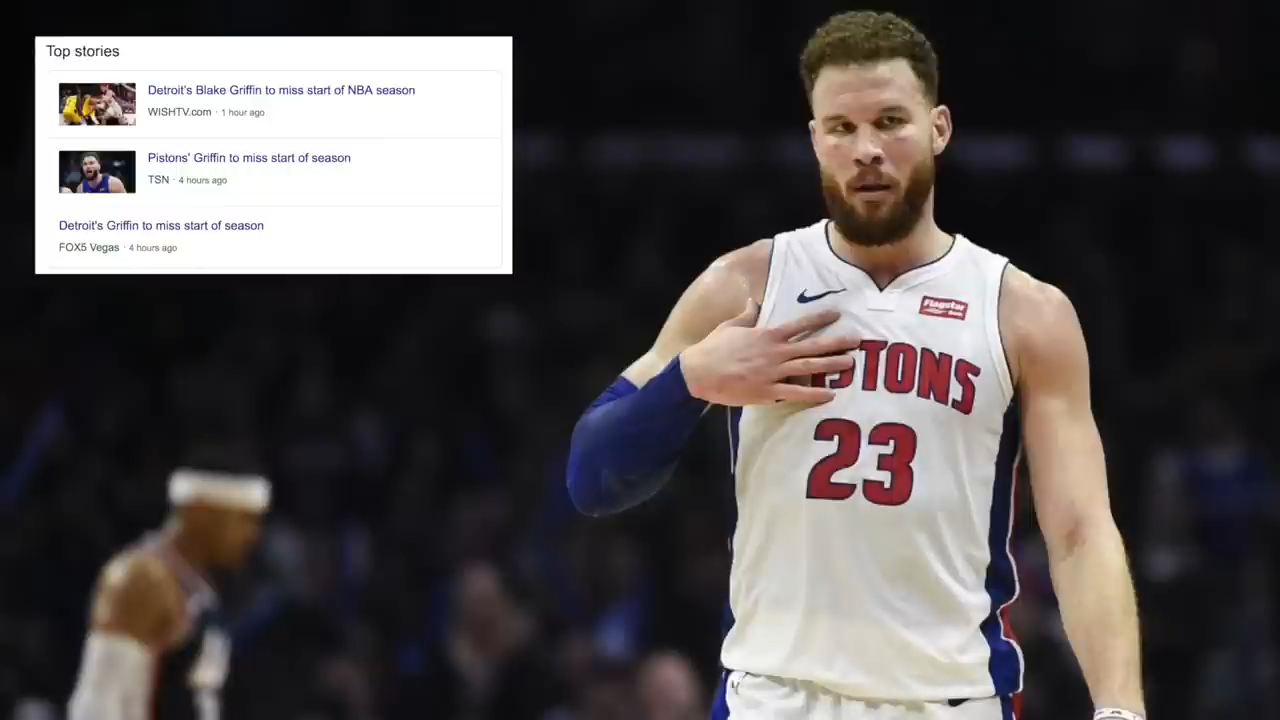 Top stories
Detroit's Blake Griffin to miss start of NBA season
WISHTV.com · 1 hour ago
Pistons' Griffin to miss start of season
TSN · 4 hours ago
Detroit's Griffin to miss start of season
FOX5 Vegas · 4 hours ago
Flagstar
Bank
PISTONS
23